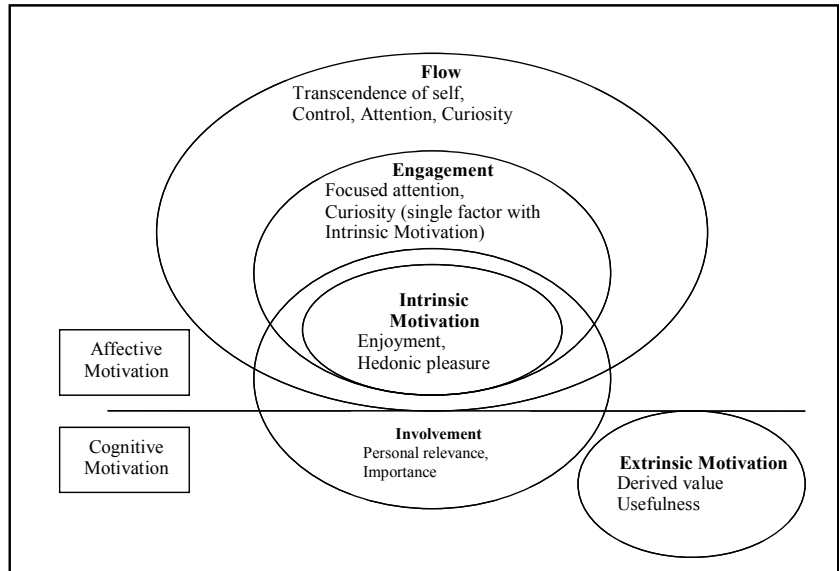 Flow
Transcendence of self,
Control, Attention, Curiosity
Engagement
Focused attention,
Curiosity (single factor with
Intrinsic Motivation)
Intrinsic
Motivation
Enjoyment,
Hedonic pleasure
Affective
Motivation
Cognitive
Motivation
Involvement
Personal relevance,
Importance
Extrinsic Motivation
Derived value
Usefulness